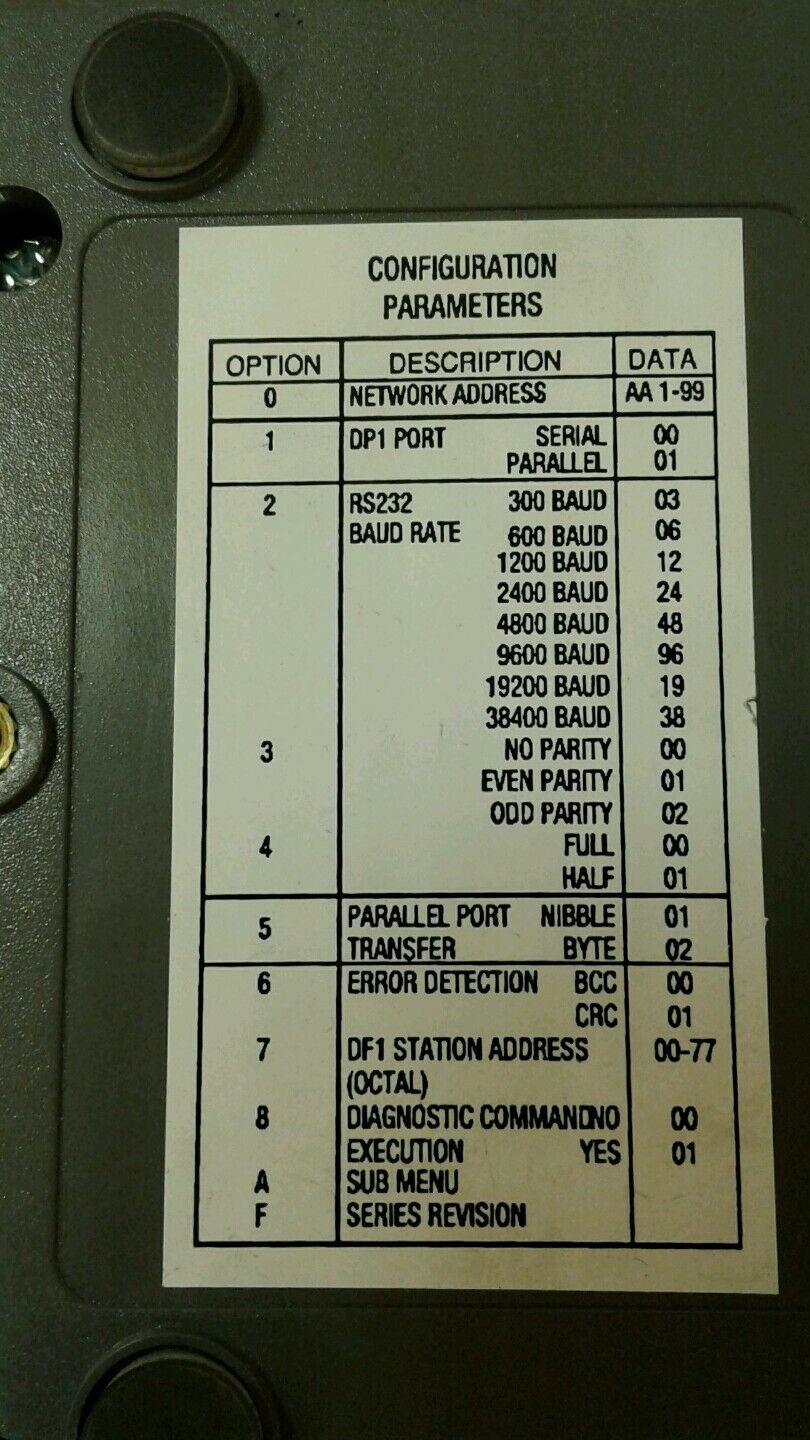 CONFIGURATION
PARAMETERS
OPTION DESCRIPTION DATA
0 NETWORK ADDRESS AA 1-99
1 DP1 PORT SERIAL 00
PARALLEL 01
2 RS232 300 BAUD 03
BAUD RATE 600 BAUD 06
1200 BAUD 12
2400 BAUD 24
4800 BAUD 48
9600 BAUD 96
19200 BAUD 19
38400 BAUD 38
3 NO PARITY 00
EVEN PARITY 01
ODD PARITY 02
4 FULL 00
HALF 01
5 PARALLEL PORT NIBBLE 01
TRANSFER BYTE 02
6 ERROR DETECTION BCC 00
CRC 01
7 DF1 STATION ADDRESS 00-77
(OCTAL)
8 DIAGNOSTIC COMMAND NO 00
EXECUTION YES 01
A SUB MENU
F SERIES REVISION